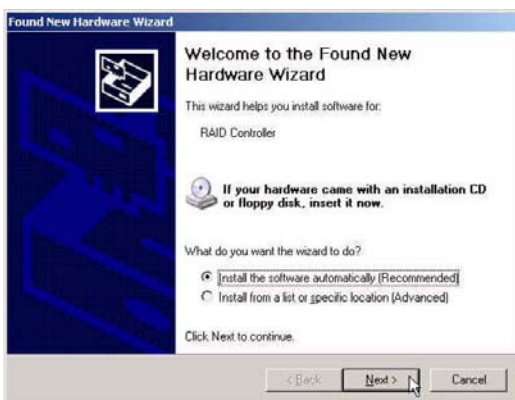 Found New Hardware Wizard
Welcome to the Found New
Hardware Wizard
This wizard helps you install software for:
RAID Controller
If your hardware came with an installation CD
or floppy disk, insert it now.
What do you want the wizard to do?
Install the software automatically (Recommended)
Install from a list or specific location (Advanced)
Click Next to continue.
< Back
Next >
Cancel